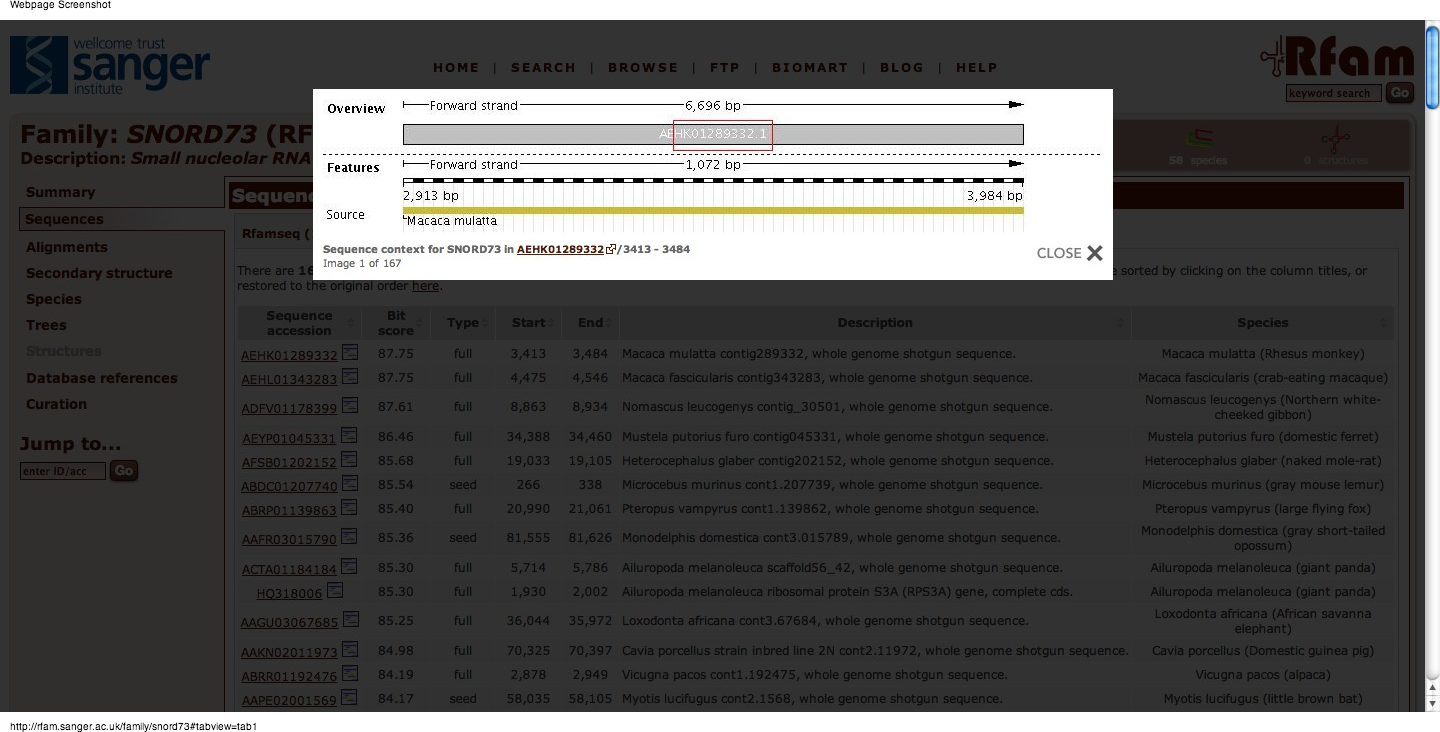 Webpage Screenshot
wellcome trust
sanger
institute
HOME | SEARCH | BROWSE | FTP | BIOMART | BLOG | HELP
Rfam
keyword search Go
Overview Forward strand 6,696 bp
AEHK01289332.1
Features Forward strand 1,072 bp
2,913 bp 3,984 bp
Source Macaca mulatta
Sequence context for SNORD73 in AEHK01289332/3413 - 3484
Image 1 of 167
CLOSE
Family: SNORD73 (RF
Description: Small nucleolar RNA
58 species 0 structures
Summary
Sequences
Alignments
Secondary structure
Species
Trees
Structures
Database references
Curation
Jump to...
enter ID/acc Go
Sequen
Rfamseq (
There are 16 sorted by clicking on the column titles, or
restored to the original order here.
Sequence accession Bit score Type Start End Description Species
AEHK01289332 87.75 full 3,413 3,484 Macaca mulatta contig289332, whole genome shotgun sequence. Macaca mulatta (Rhesus monkey)
AEHL01343283 87.75 full 4,475 4,546 Macaca fascicularis contig343283, whole genome shotgun sequence. Macaca fascicularis (crab-eating macaque)
ADFV01178399 87.61 full 8,863 8,934 Nomascus leucogenys contig_30501, whole genome shotgun sequence. Nomascus leucogenys (Northern white-cheeked gibbon)
AEYP01045331 86.46 full 34,388 34,460 Mustela putorius furo contig045331, whole genome shotgun sequence. Mustela putorius furo (domestic ferret)
AFSB01202152 85.68 full 19,033 19,105 Heterocephalus glaber contig202152, whole genome shotgun sequence. Heterocephalus glaber (naked mole-rat)
ABDC01207740 85.54 seed 266 338 Microcebus murinus cont1.207739, whole genome shotgun sequence. Microcebus murinus (gray mouse lemur)
ABRP01139863 85.40 full 20,990 21,061 Pteropus vampyrus cont1.139862, whole genome shotgun sequence. Pteropus vampyrus (large flying fox)
AAFR03015790 85.36 seed 81,555 81,626 Monodelphis domestica cont3.015789, whole genome shotgun sequence. Monodelphis domestica (gray short-tailed opossum)
ACTA01184184 85.30 full 5,714 5,786 Ailuropoda melanoleuca scaffold56_42, whole genome shotgun sequence. Ailuropoda melanoleuca (giant panda)
HQ318006 85.30 full 1,930 2,002 Ailuropoda melanoleuca ribosomal protein S3A (RPS3A) gene, complete cds. Ailuropoda melanoleuca (giant panda)
AAGU03067685 85.25 full 36,044 35,972 Loxodonta africana cont3.67684, whole genome shotgun sequence. Loxodonta africana (African savanna elephant)
AAKN02011973 84.98 full 70,325 70,397 Cavia porcellus strain inbred line 2N cont2.11972, whole genome shotgun sequence. Cavia porcellus (Domestic guinea pig)
ABRR01192476 84.19 full 2,878 2,949 Vicugna pacos cont1.192475, whole genome shotgun sequence. Vicugna pacos (alpaca)
AAPE02001569 84.17 seed 58,035 58,105 Myotis lucifugus cont2.1568, whole genome shotgun sequence. Myotis lucifugus (little brown bat)
http://rfam.sanger.ac.uk/family/snord73#tabview=tab1